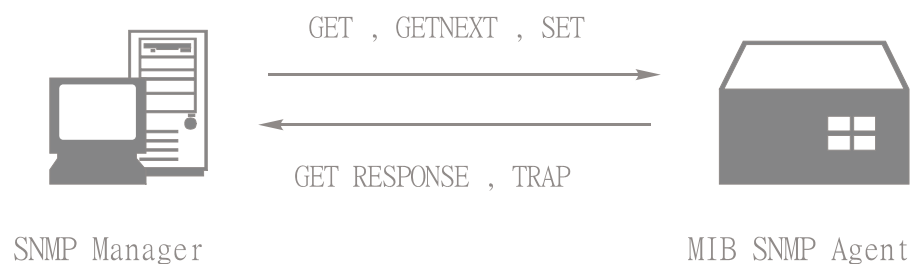 GET , GETNEXT , SET
GET RESPONSE , TRAP
SNMP Manager
MIB SNMP Agent